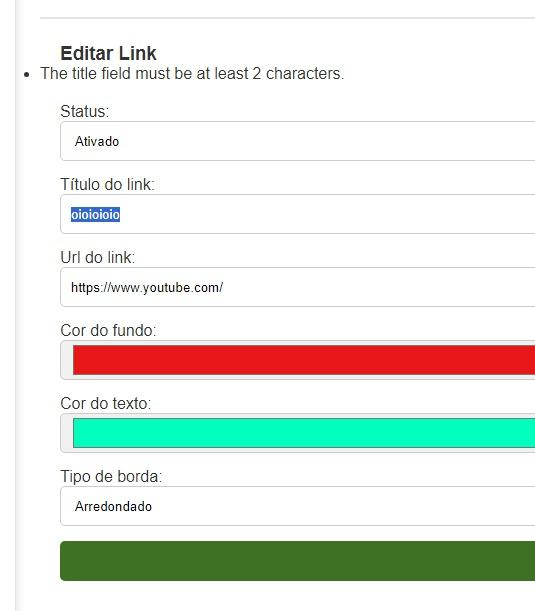 Editar Link
The title field must be at least 2 characters.
Status:
Ativado
Título do link:
oioioioio
Url do link:
https://www.youtube.com/
Cor do fundo:
Cor do texto:
Tipo de borda:
Arredondado